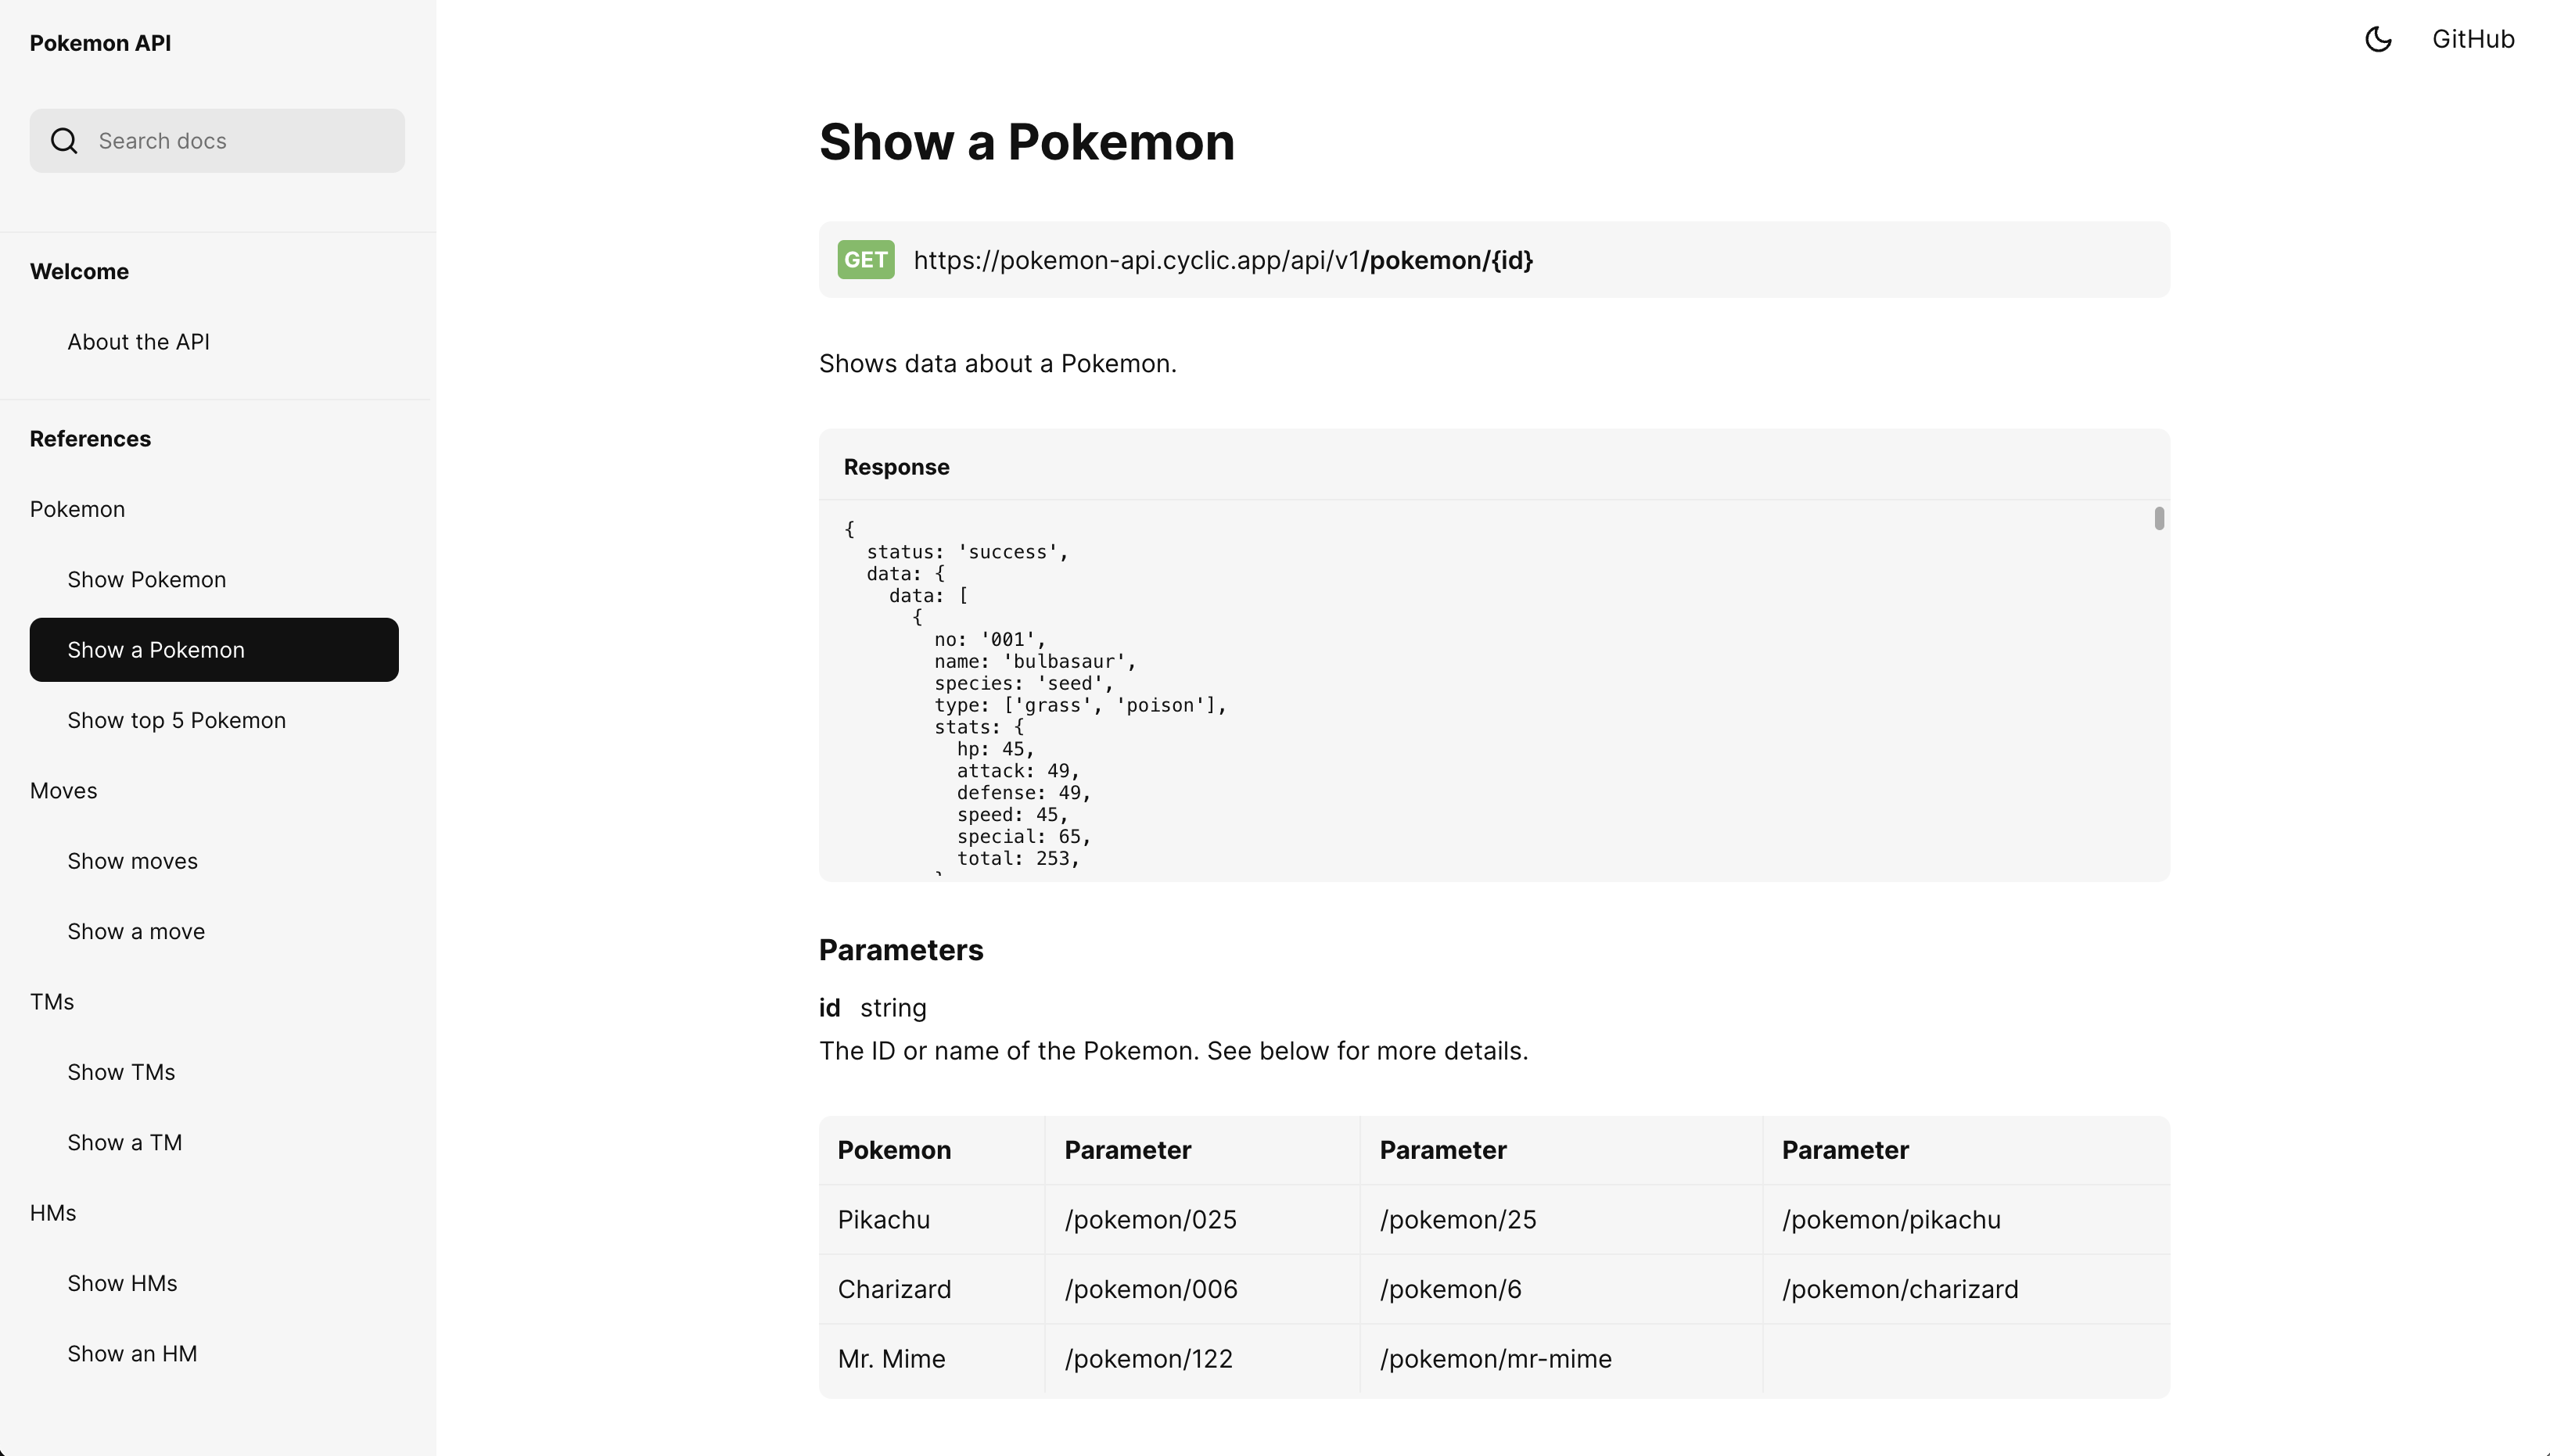 Pokemon API
Search docs
Welcome
About the API
References
Pokemon
Show Pokemon
Show a Pokemon
Show top 5 Pokemon
Moves
Show moves
Show a move
TMs
Show TMs
Show a TM
HMs
Show HMs
Show an HM
GitHub
Show a Pokemon
GET https://pokemon-api.cyclic.app/api/v1/pokemon/{id}
Shows data about a Pokemon.
Response
{
  status: 'success',
  data: {
    data: [
      {
        no: '001',
        name: 'bulbasaur',
        species: 'seed',
        type: ['grass', 'poison'],
        stats: {
          hp: 45,
          attack: 49,
          defense: 49,
          speed: 45,
          special: 65,
          total: 253,
Parameters
id string
The ID or name of the Pokemon. See below for more details.
Pokemon Parameter Parameter Parameter
Pikachu /pokemon/025 /pokemon/25 /pokemon/pikachu
Charizard /pokemon/006 /pokemon/6 /pokemon/charizard
Mr. Mime /pokemon/122 /pokemon/mr-mime